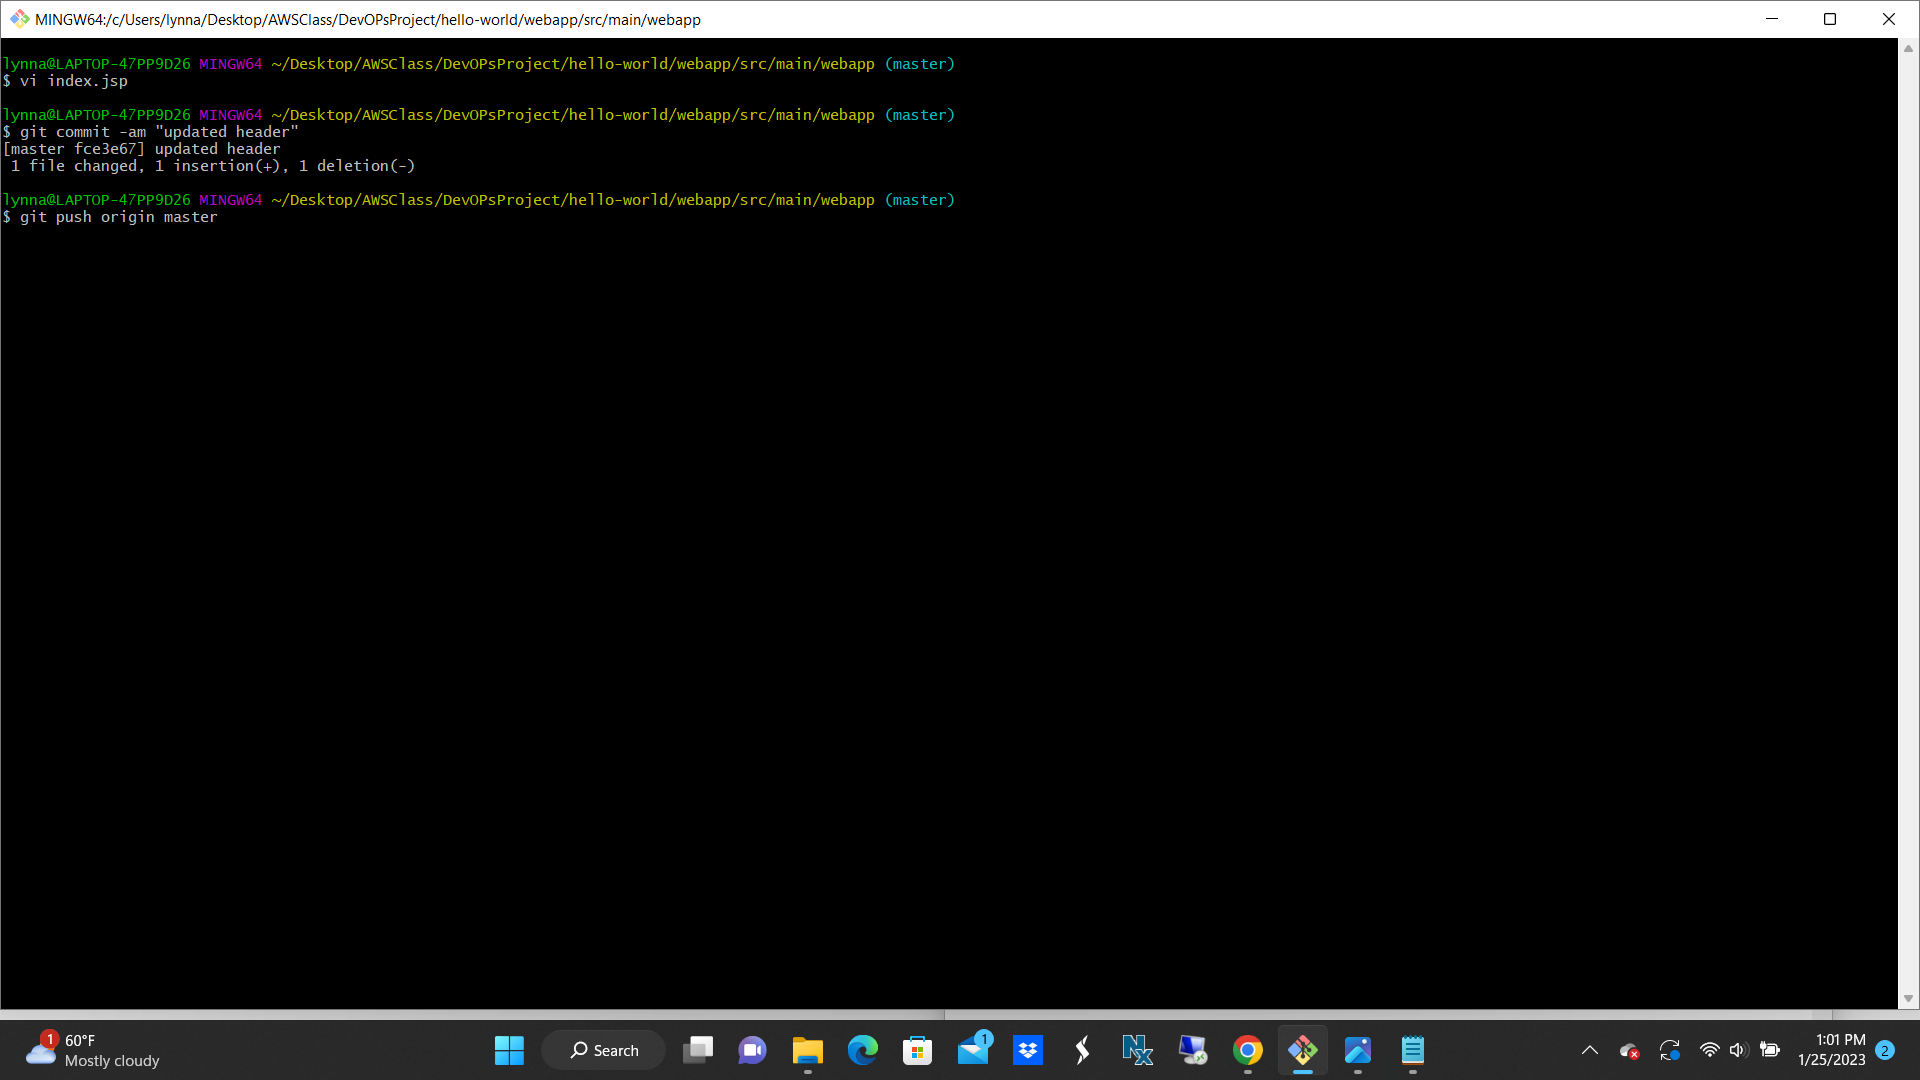 MINGW64:/c/Users/lynna/Desktop/AWSClass/DevOPsProject/hello-world/webapp/src/main/webapp
lynna@LAPTOP-47PP9D26 MINGW64 ~/Desktop/AWSClass/DevOPsProject/hello-world/webapp/src/main/webapp (master)
$ vi index.jsp
lynna@LAPTOP-47PP9D26 MINGW64 ~/Desktop/AWSClass/DevOPsProject/hello-world/webapp/src/main/webapp (master)
$ git commit -am "updated header"
[master fce3e67] updated header
1 file changed, 1 insertion(+), 1 deletion(-)
lynna@LAPTOP-47PP9D26 MINGW64 ~/Desktop/AWSClass/DevOPsProject/hello-world/webapp/src/main/webapp (master)
$ git push origin master
1
60°F
Mostly cloudy
Search
1
Nx
1:01 PM
1/25/2023
2